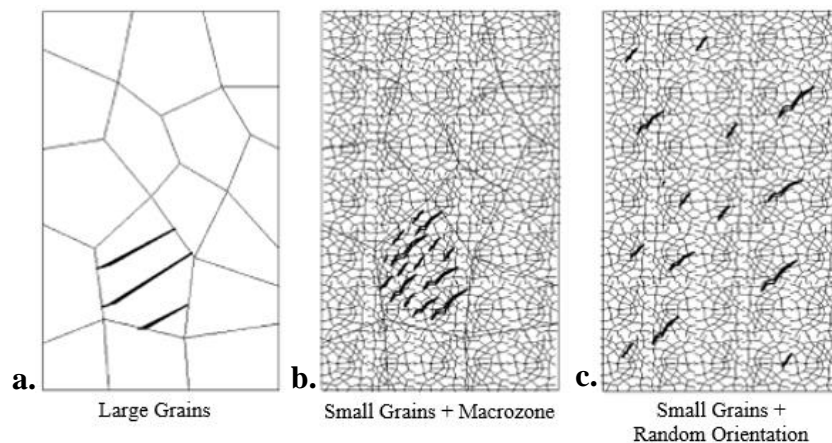 a.
Large Grains
b.
Small Grains + Macrozone
c.
Small Grains +
Random Orientation